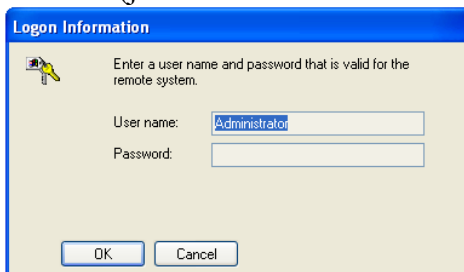 Logon Information
Enter a user name and password that is valid for the
remote system.
User name:
Administrator
Password:
OK
Cancel